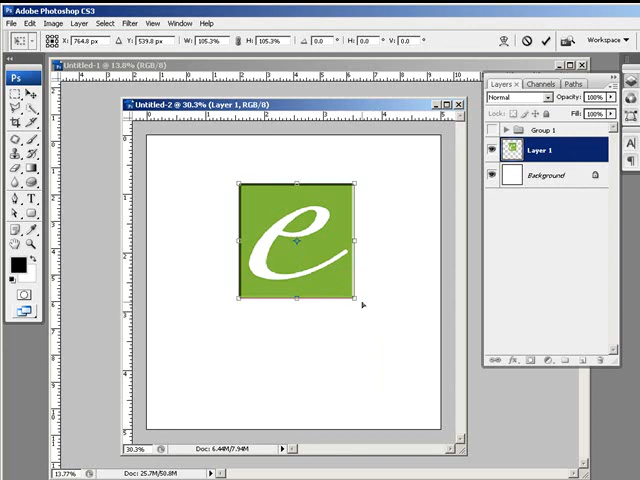 Adobe Photoshop CS3
File Edit Image Layer Select Filter View Window Help
X: 764.8 px Y: 539.8 px W: 105.3% H: 105.3% 0.0 ° H: 0.0 ° V: 0.0 ° Workspace
Untitled-1 @ 13.8% (RGB/8)
Untitled-2 @ 30.3% (Layer 1, RGB/8)
Layers Channels Paths
Normal Opacity: 100%
Lock: Fill: 100%
Group 1
Layer 1
Background
Ps
e
A
T
30.3% Doc: 6.44M/7.94M
13.77% Doc: 25.7M/50.8M